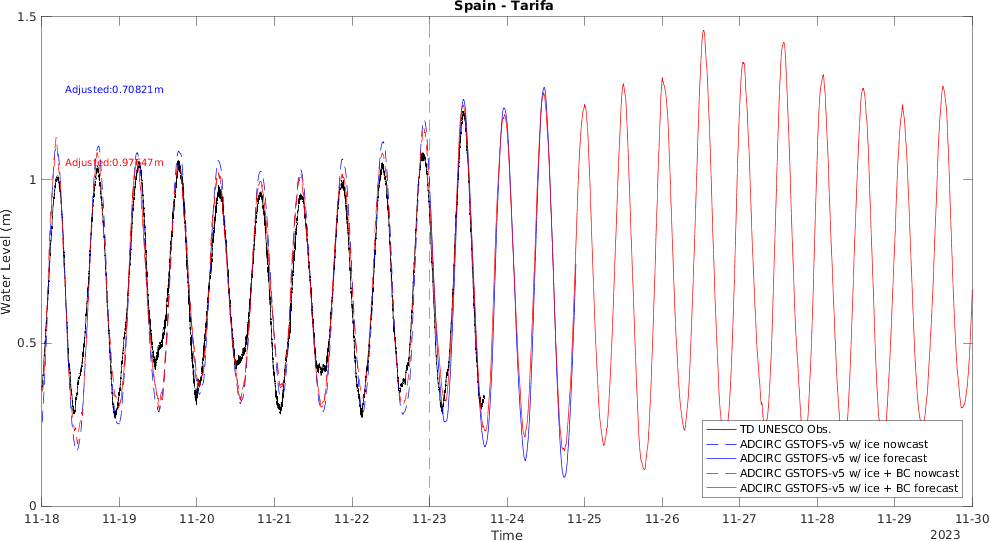 Spain - Tarifa
1.5
Adjusted:0.70821m
Adjusted:0.97647m
1
0.5
0
Water Level (m)
TD UNESCO Obs.
ADCIRC GSTOFS-v5 w/ ice nowcast
ADCIRC GSTOFS-v5 w/ ice forecast
ADCIRC GSTOFS-v5 w/ ice + BC nowcast
ADCIRC GSTOFS-v5 w/ ice + BC forecast
11-18 11-19 11-20 11-21 11-22 11-23 11-24 11-25 11-26 11-27 11-28 11-29 11-30
Time
2023